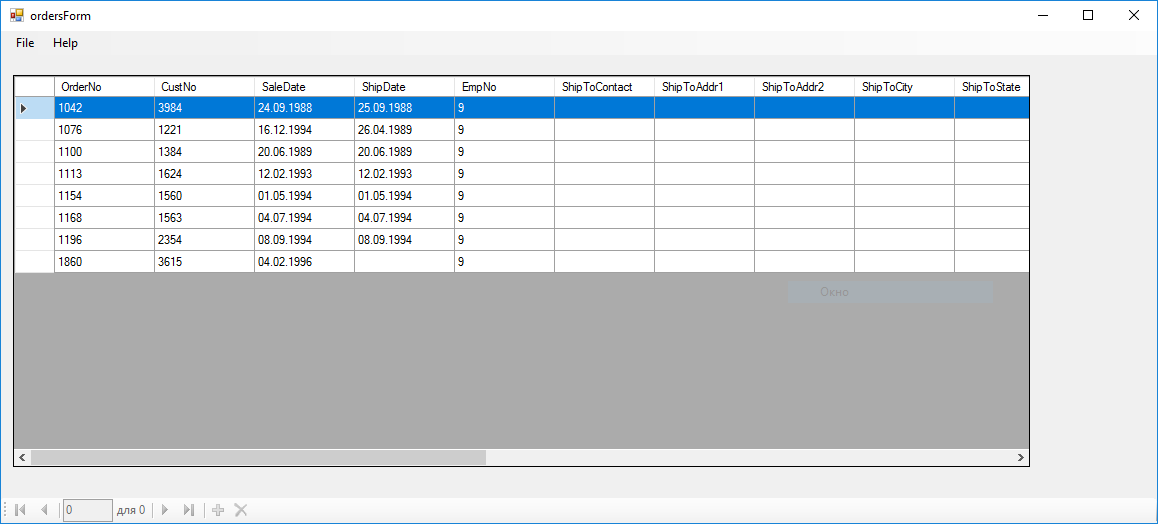 ordersForm
File Help
OrderNo CustNo SaleDate ShipDate EmpNo ShipToContact ShipToAddr1 ShipToAddr2 ShipToCity ShipToState
1042 3984 24.09.1988 25.09.1988 9
1076 1221 16.12.1994 26.04.1989 9
1100 1384 20.06.1989 20.06.1989 9
1113 1624 12.02.1993 12.02.1993 9
1154 1560 01.05.1994 01.05.1994 9
1168 1563 04.07.1994 04.07.1994 9
1196 2354 08.09.1994 08.09.1994 9
1860 3615 04.02.1996 9
Окно
0 для 0